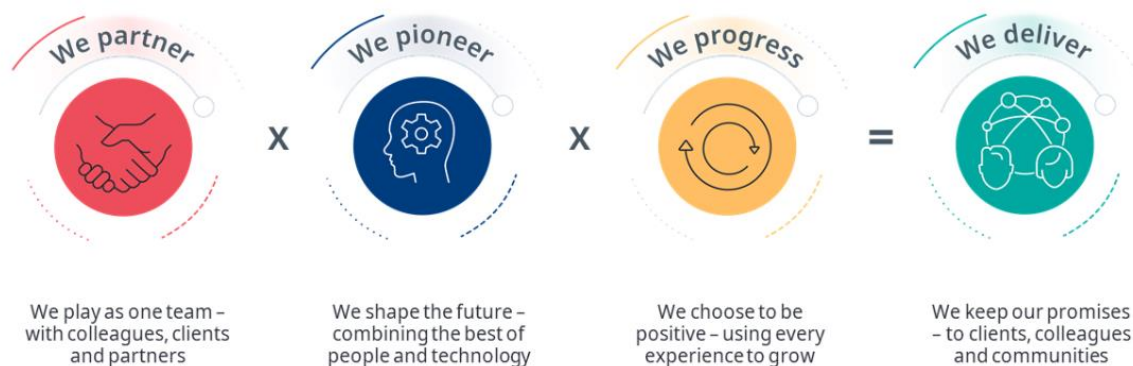 We partner
x
We pioneer
x
We progress
=
We deliver
We play as one team –
with colleagues, clients
and partners
We shape the future –
combining the best of
people and technology
We choose to be
positive – using every
experience to grow
We keep our promises
– to clients, colleagues
and communities